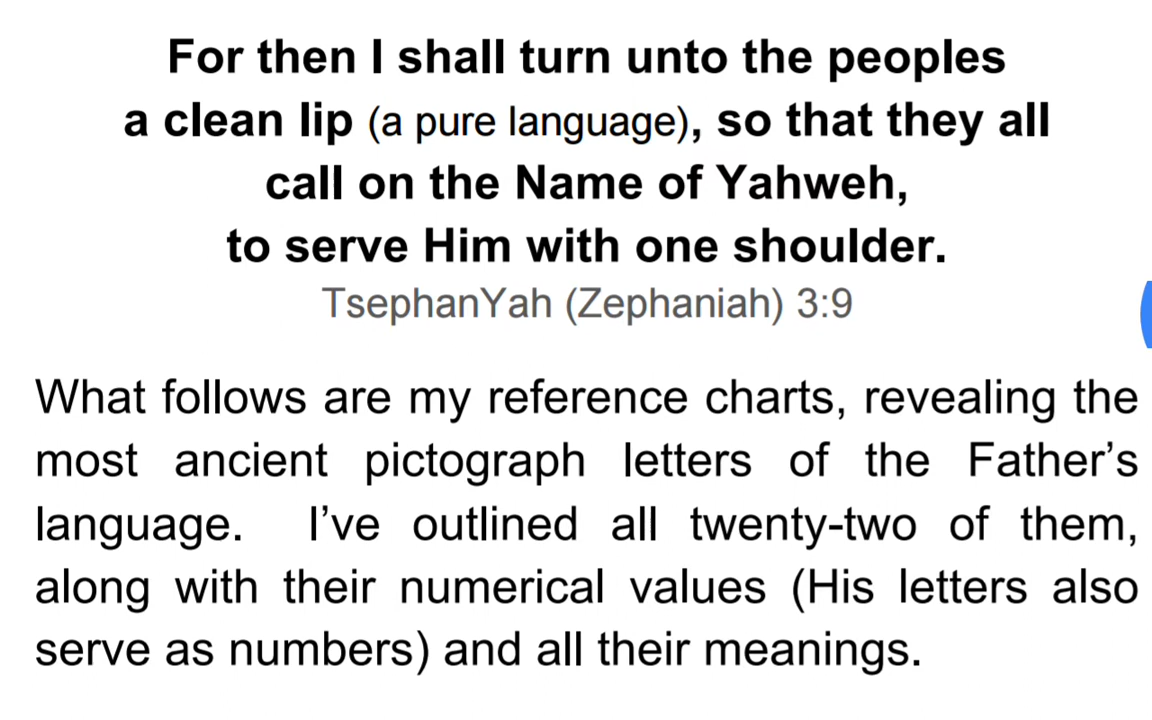 For then I shall turn unto the peoples
a clean lip (a pure language), so that they all
call on the Name of Yahweh,
to serve Him with one shoulder.
TsephanYah (Zephaniah) 3:9
What follows are my reference charts, revealing the
most ancient pictograph letters of the Father’s
language. I’ve outlined all twenty-two of them,
along with their numerical values (His letters also
serve as numbers) and all their meanings.